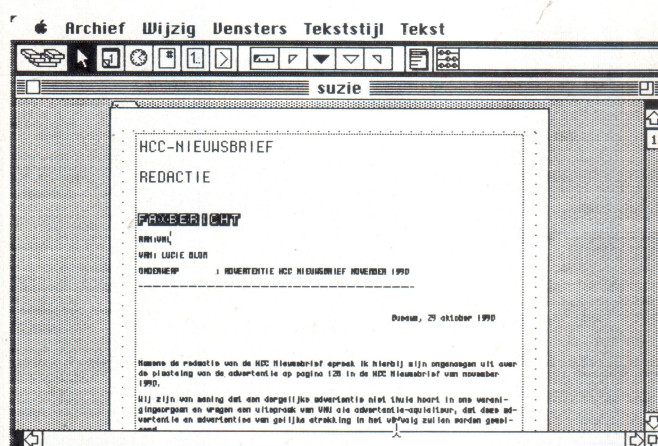 Archief Wijzig Vensters Tekststijl Tekst
suzie
HCC-NIEUWSBRIEF
REDACTIE
FAXBERICHT
AAN:VNU
VAN: LUCIE BLOM
ONDERWERP : ADVERTENTIE HCC NIEUWSBRIEF NOVEMBER 1990
Bussum, 29 oktober 1990
Namens de redactie van de HCC Nieuwsbrief spreek ik hierbij mijn ongenoegen uit over
de plaatsing van de advertentie op pagina 128 in de HCC Nieuwsbrief van november
1990.
Wij zijn van mening dat een dergelijke advertentie niet thuis hoort in ons vereni-
gingsorgaan en vragen een uitspraak van VNU als advertentie-aquisiteur, dat deze ad-
vertentie en advertenties van gelijke strekking in het vervolg zullen worden